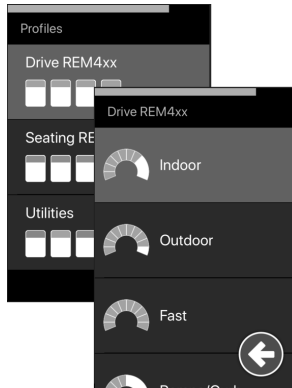 Profiles
Drive REM4xx
Seating RE
Utilities
Drive REM4xx
Indoor
Outdoor
Fast